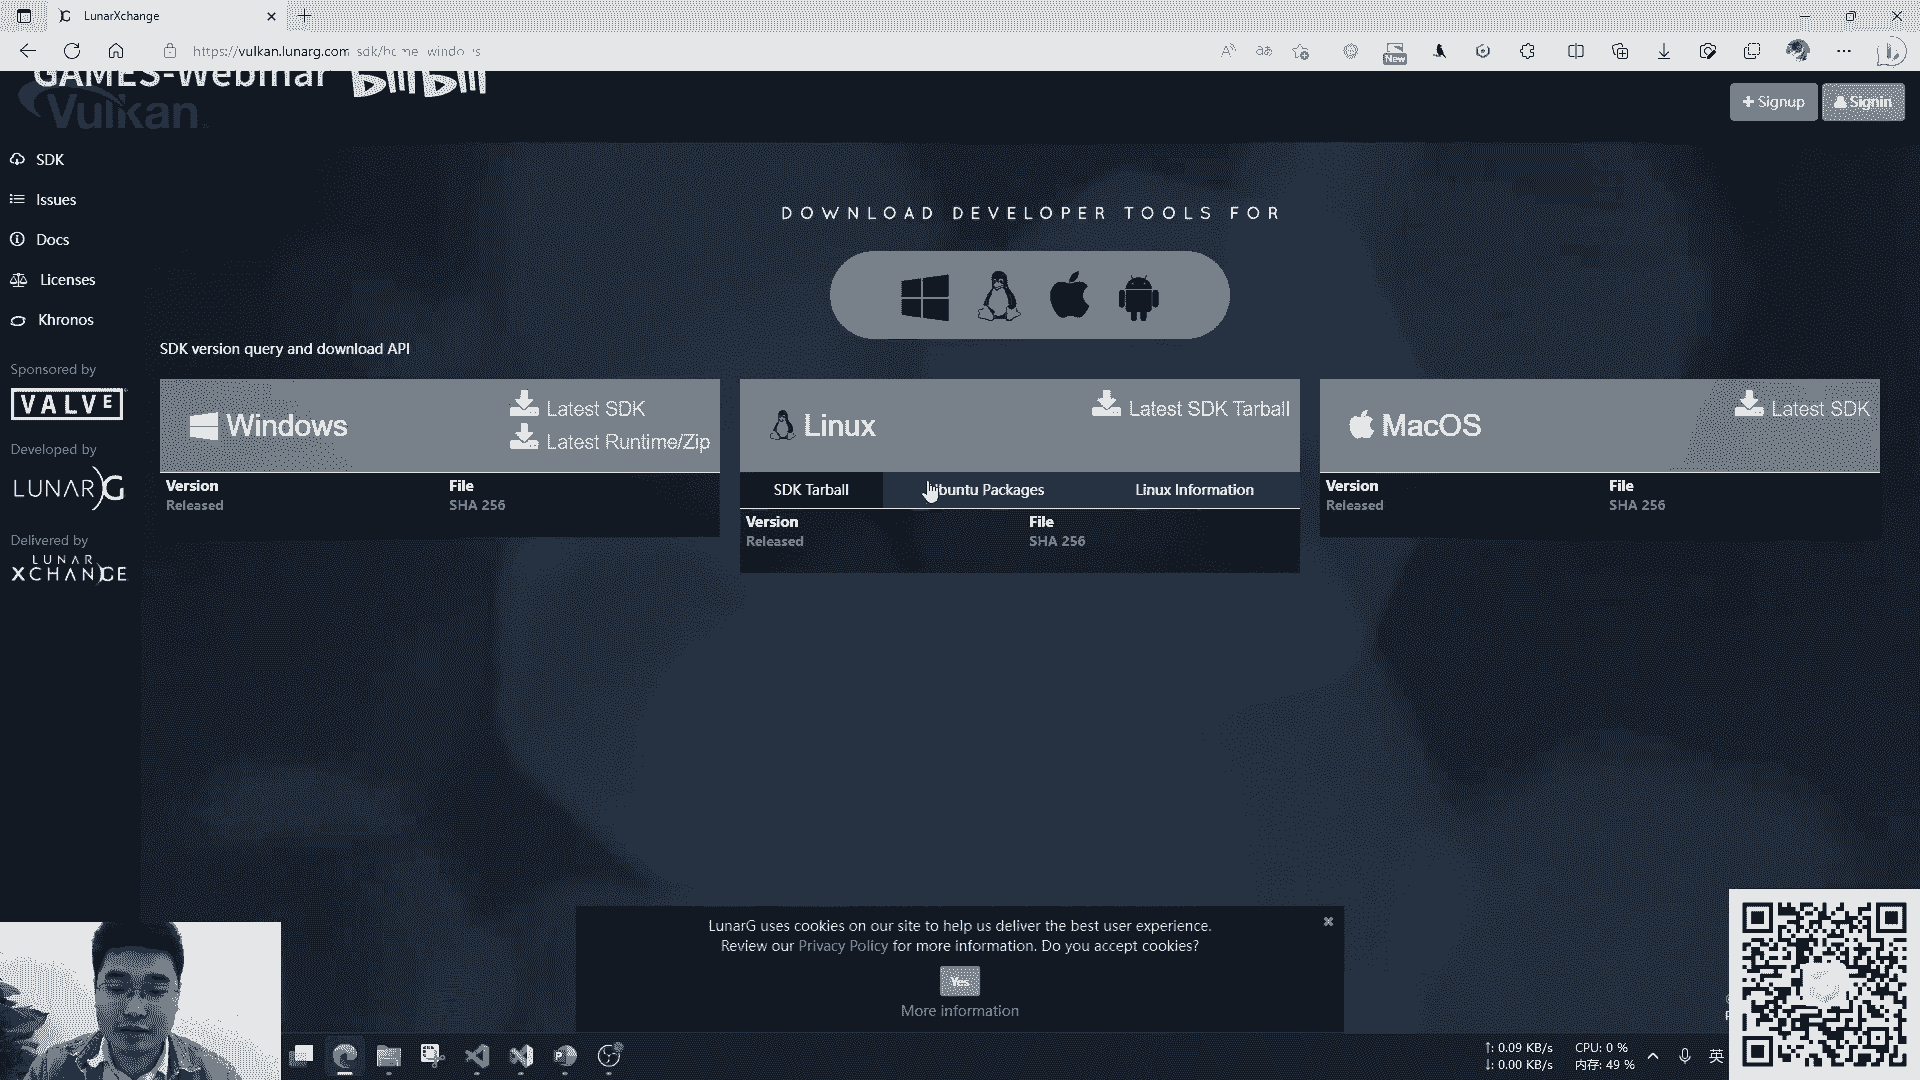 LunarXchange
https://vulkan.lunarg.com
New
GAMES-Webinar bilibili
Vulkan
Signup
Signin
SDK
Issues
Docs
Licenses
Khronos
Sponsored by
VALVE
Developed by
LUNARG
Delivered by
LUNAR
XCHANGE
DOWNLOAD DEVELOPER TOOLS FOR
SDK version query and download API
Windows
Latest SDK
Latest Runtime/Zip
Version
File
Released
SHA 256
Linux
Latest SDK Tarball
SDK Tarball
Ubuntu Packages
Linux Information
Version
File
Released
SHA 256
MacOS
Latest SDK
Version
File
Released
SHA 256
LunarG uses cookies on our site to help us deliver the best user experience.
Review our Privacy Policy for more information. Do you accept cookies?
Yes
More information
↑: 0.09 KB/s
CPU: 0 %
↓: 0.00 KB/s
内存: 49 %
英